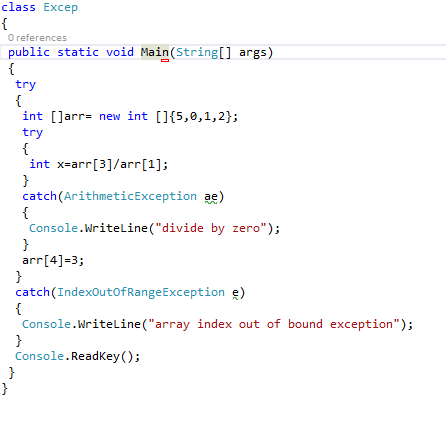 class Excep
{
0 references
public static void Main(String[] args)
{
try
{
int []arr= new int []{5,0,1,2};
try
{
int x=arr[3]/arr[1];
}
catch(ArithmeticException ae)
{
Console.WriteLine("divide by zero");
}
arr[4]=3;
}
catch(IndexOutOfRangeException e)
{
Console.WriteLine("array index out of bound exception");
}
Console.ReadKey();
}
}